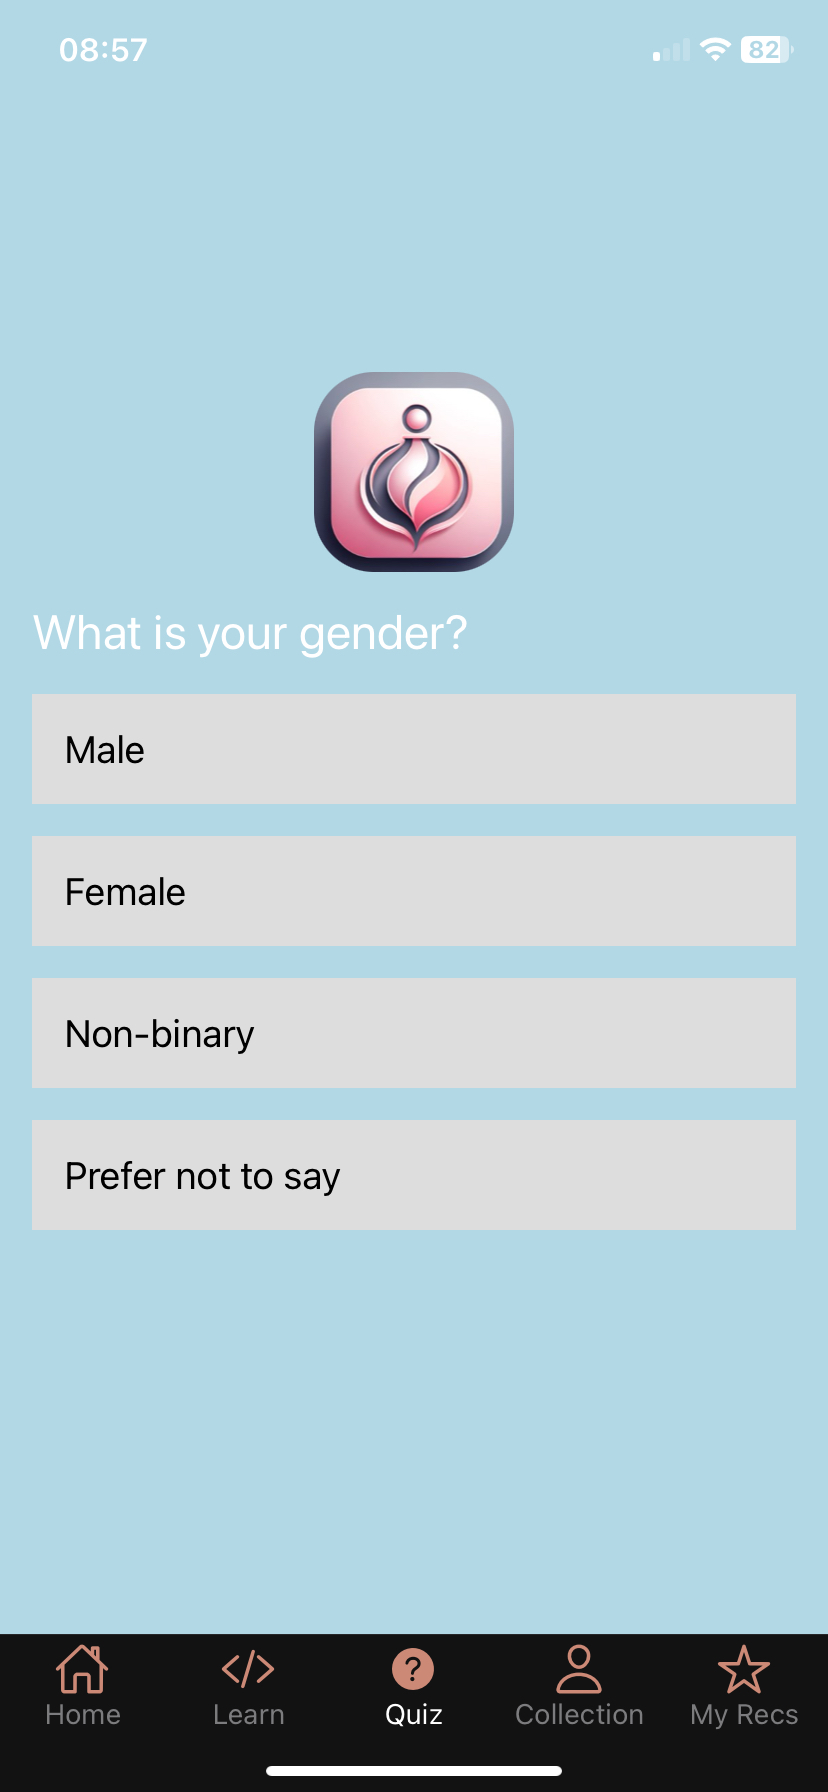 08:57
82
What is your gender?
Male
Female
Non-binary
Prefer not to say
?
Home
Learn
Quiz
Collection
My Recs